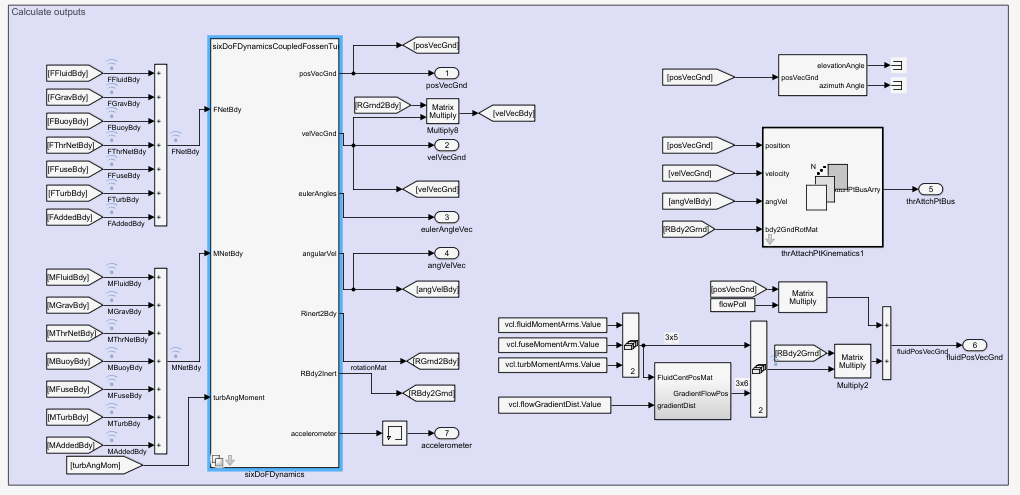 Calculate outputs
[FFluidBdy]
FFluidBdy
[FGravBdy]
FGravBdy
[FBuoyBdy]
FBuoyBdy
[FThrNetBdy]
FThrNetBdy
[FFuseBdy]
FFuseBdy
[FTurbBdy]
FTurbBdy
[FAddedBdy]
FAddedBdy
FNetBdy
[MFluidBdy]
MFluidBdy
[MGravBdy]
MGravBdy
[MThrNetBdy]
MThrNetBdy
[MBuoyBdy]
MBuoyBdy
[MFuseBdy]
MFuseBdy
[MTurbBdy]
MTurbBdy
[MAddedBdy]
MAddedBdy
MNetBdy
[turbAngMom]
sixDoFDynamicsCoupledFossenTu
FNetBdy
MNetBdy
turbAngMoment
posVecGnd
velVecGnd
eulerAngles
angularVel
Rinert2Bdy
RBdy2Inert
accelerometer
sixDoFDynamics
[posVecGnd]
1
posVecGnd
[RGrnd2Bdy]
Matrix
Multiply
Multiply8
[velVecBdy]
2
velVecGnd
[velVecGnd]
3
eulerAngleVec
4
angVelVec
[angVelBdy]
rotationMat
[RGrnd2Bdy]
[RBdy2Grnd]
7
accelerometer
[posVecGnd]
posVecGnd
elevationAngle
azimuth Angle
[posVecGnd]
[velVecGnd]
[angVelBdy]
[RBdy2Grnd]
position
velocity
angVel
bdy2GndRotMat
N
PtBusArry
thrAttachPtKinematics1
5
thrAttchPtBus
[posVecGnd]
flowPoll
Matrix
Multiply
vcl.fluidMomentArms.Value
vcl.fuseMomentArm.Value
vcl.turbMomentArms.Value
vcl.flowGradientDist.Value
2
3x5
FluidCentPosMat
GradientFlowPos
gradientDist
3x6
2
[RBdy2Grnd]
Matrix
Multiply
Multiply2
fluidPosVecGnd
6
fluidPosVecGnd